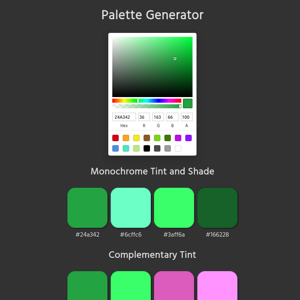 Palette Generator
24A342 36 163 66 100
Hex R G B A
Monochrome Tint and Shade
#24a342 #6cffc6 #3aff6a #166228
Complementary Tint